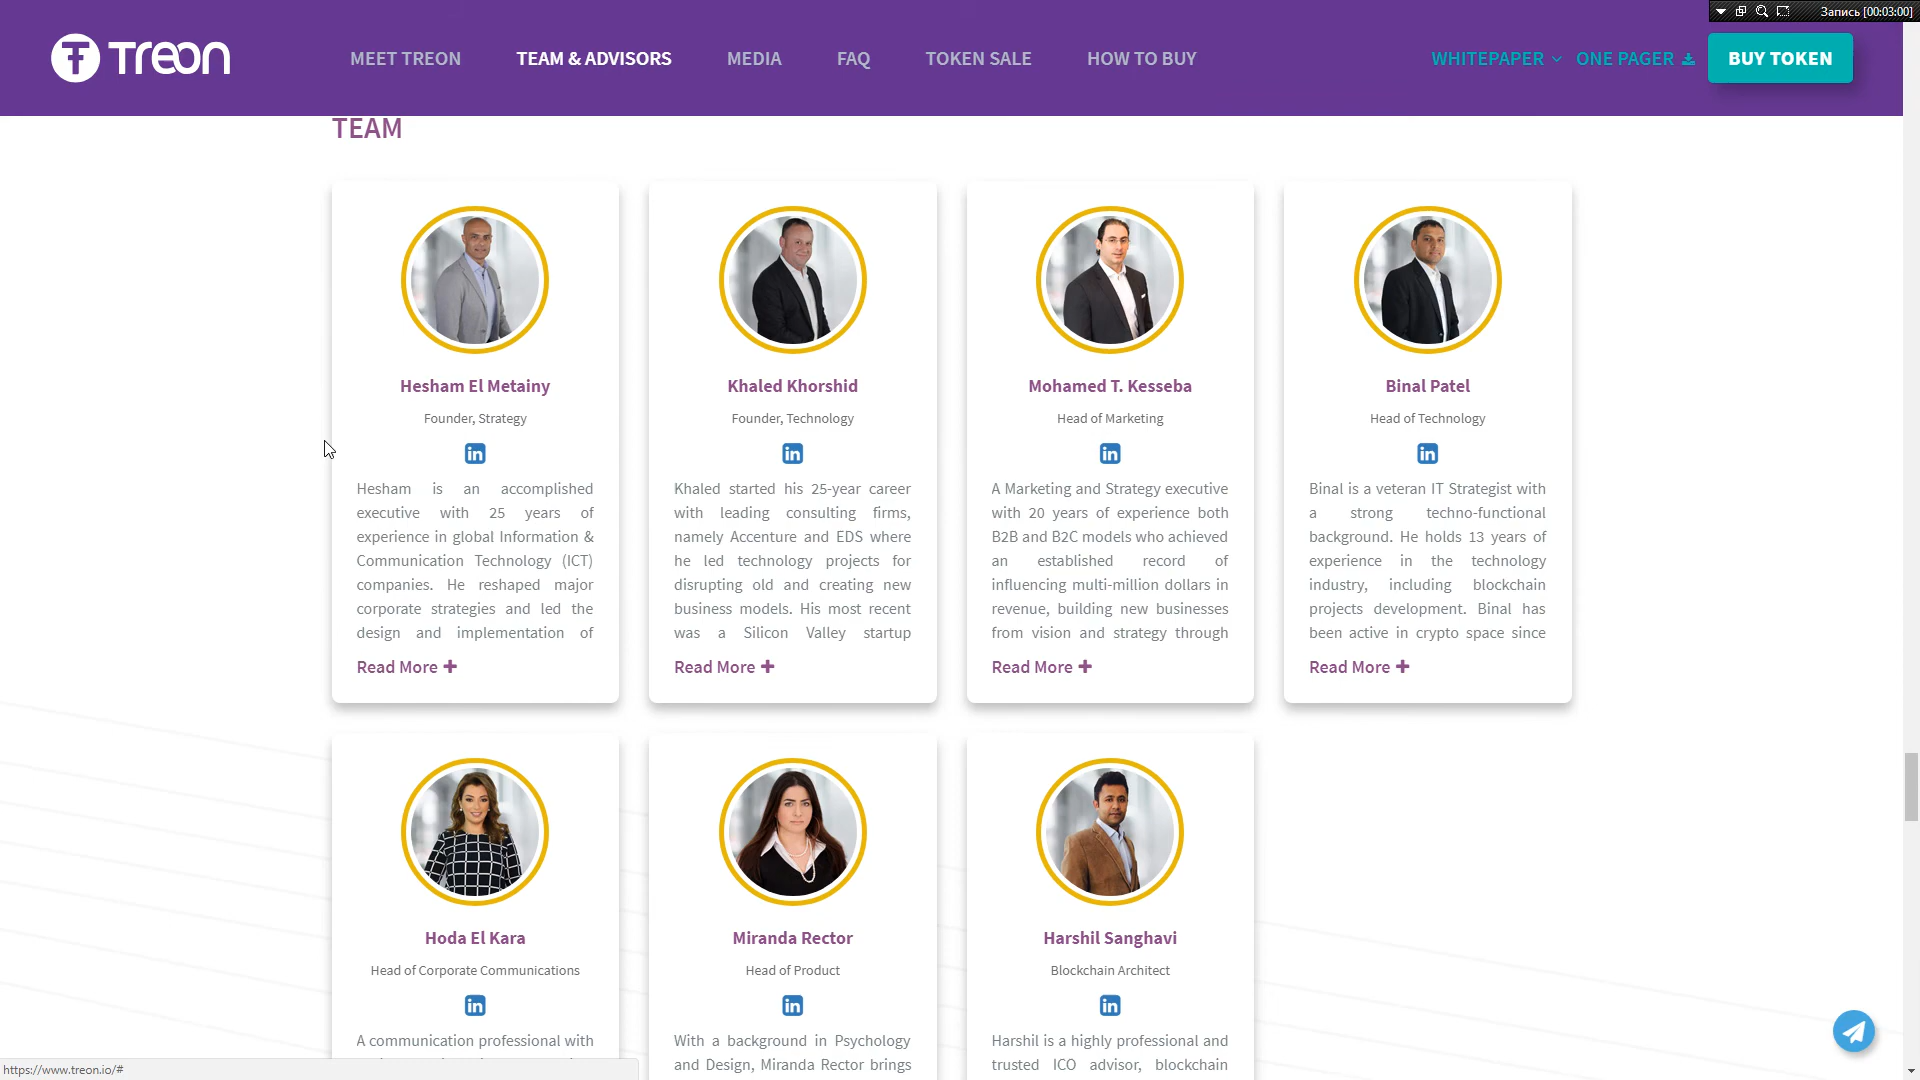 Запись [00:03:00]
Treon
MEET TREON
TEAM & ADVISORS
MEDIA
FAQ
TOKEN SALE
HOW TO BUY
WHITEPAPER
ONE PAGER
BUY TOKEN
TEAM
Hesham El Metainy
Founder, Strategy
in
Hesham is an accomplished
executive with 25 years of
experience in global Information &
Communication Technology (ICT)
companies. He reshaped major
corporate strategies and led the
design and implementation of
Read More
Khaled Khorshid
Founder, Technology
in
Khaled started his 25-year career
with leading consulting firms,
namely Accenture and EDS where
he led technology projects for
disrupting old and creating new
business models. His most recent
was a Silicon Valley startup
Read More
Mohamed T. Kesseba
Head of Marketing
in
A Marketing and Strategy executive
with 20 years of experience both
B2B and B2C models who achieved
an established record of
influencing multi-million dollars in
revenue, building new businesses
from vision and strategy through
Read More
Binal Patel
Head of Technology
in
Binal is a veteran IT Strategist with
a strong techno-functional
background. He holds 13 years of
experience in the technology
industry, including blockchain
projects development. Binal has
been active in crypto space since
Read More
Hoda El Kara
Head of Corporate Communications
in
A communication professional with
Miranda Rector
Head of Product
in
With a background in Psychology
and Design, Miranda Rector brings
Harshil Sanghavi
Blockchain Architect
in
Harshil is a highly professional and
trusted ICO advisor, blockchain
https://www.treon.io/#